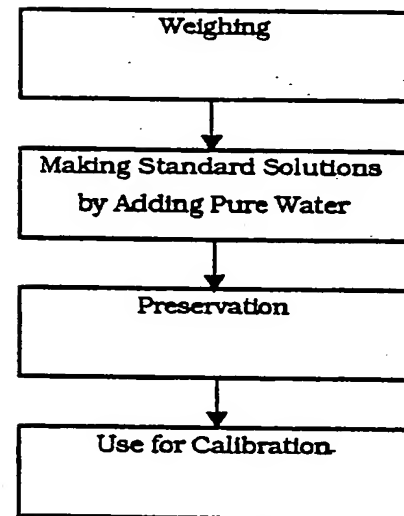 Weighing
Making Standard Solutions
by Adding Pure Water
Preservation
Use for Calibration